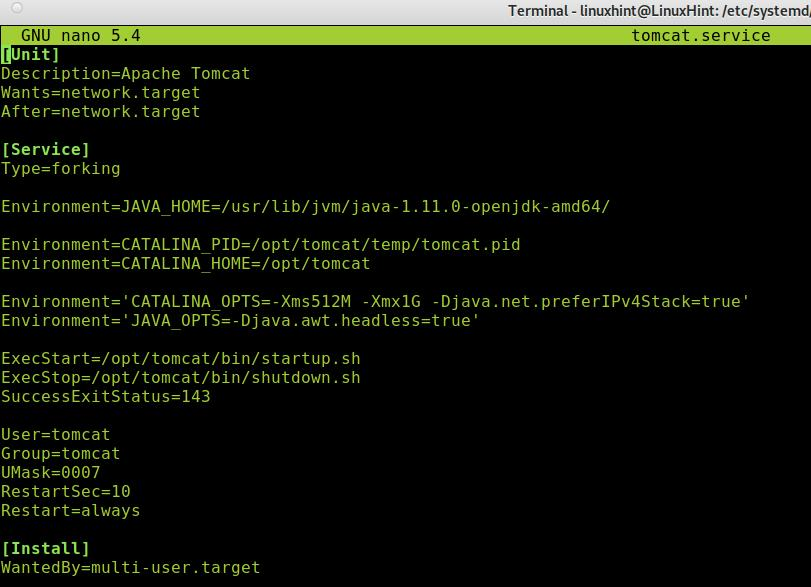 Terminal - linuxhint@LinuxHint: /etc/systemd/
GNU nano 5.4 tomcat.service
[Unit]
Description=Apache Tomcat
Wants=network.target
After=network.target
[Service]
Type=forking
Environment=JAVA_HOME=/usr/lib/jvm/java-1.11.0-openjdk-amd64/
Environment=CATALINA_PID=/opt/tomcat/temp/tomcat.pid
Environment=CATALINA_HOME=/opt/tomcat
Environment='CATALINA_OPTS=-Xms512M -Xmx1G -Djava.net.preferIPv4Stack=true'
Environment='JAVA_OPTS=-Djava.awt.headless=true'
ExecStart=/opt/tomcat/bin/startup.sh
ExecStop=/opt/tomcat/bin/shutdown.sh
SuccessExitStatus=143
User=tomcat
Group=tomcat
UMask=0007
RestartSec=10
Restart=always
[Install]
WantedBy=multi-user.target